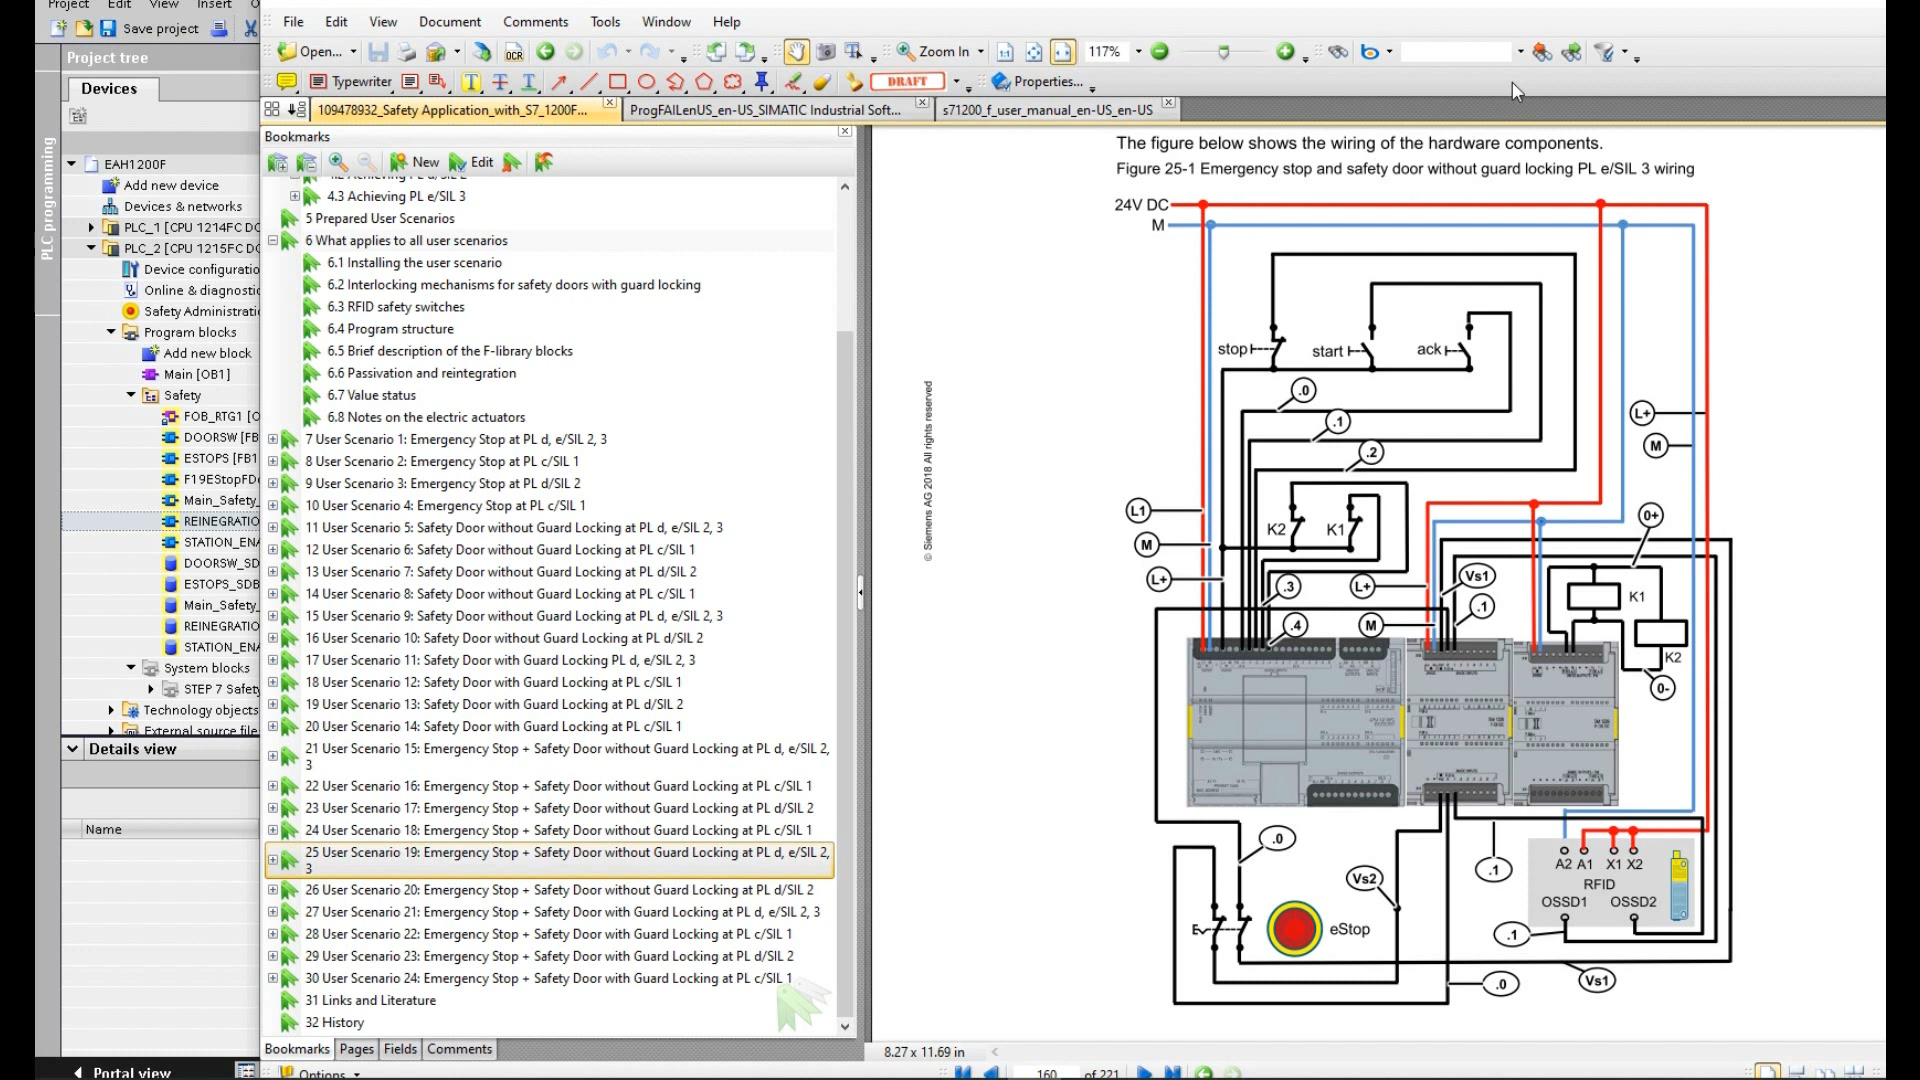 Project Edit View Insert
Save project
Project tree
Devices
PLC programming
EAH1200F
Add new device
Devices & networks
PLC_1 [CPU 1214FC DC
PLC_2 [CPU 1215FC DC
Device configuratio
Online & diagnosti
Safety Administrati
Program blocks
Add new block
Main [OB1]
Safety
FOB_RTG1 [O
DOORSW [FB
ESTOPS [FB1
F19EStopFDo
Main_Safety_
REINEGRATIO
STATION_ENA
DOORSW_SD
ESTOPS_SDB
Main_Safety_
REINEGRATIO
STATION_ENA
System blocks
STEP 7 Safety
Technology objects
External source file
Details view
Name
Portal view
File Edit View Document Comments Tools Window Help
Open... OCR Zoom In 117%
Typewriter DRAFT Properties...
109478932_Safety Application_with_S7_1200F... ProgFAILenUS_en-US_SIMATIC Industrial Soft... s71200_f_user_manual_en-US_en-US
Bookmarks
New Edit
4.2 Achieving PL d/SIL 2
4.3 Achieving PL e/SIL 3
5 Prepared User Scenarios
6 What applies to all user scenarios
6.1 Installing the user scenario
6.2 Interlocking mechanisms for safety doors with guard locking
6.3 RFID safety switches
6.4 Program structure
6.5 Brief description of the F-library blocks
6.6 Passivation and reintegration
6.7 Value status
6.8 Notes on the electric actuators
7 User Scenario 1: Emergency Stop at PL d, e/SIL 2, 3
8 User Scenario 2: Emergency Stop at PL c/SIL 1
9 User Scenario 3: Emergency Stop at PL d/SIL 2
10 User Scenario 4: Emergency Stop at PL c/SIL 1
11 User Scenario 5: Safety Door without Guard Locking at PL d, e/SIL 2, 3
12 User Scenario 6: Safety Door without Guard Locking at PL c/SIL 1
13 User Scenario 7: Safety Door without Guard Locking at PL d/SIL 2
14 User Scenario 8: Safety Door without Guard Locking at PL c/SIL 1
15 User Scenario 9: Safety Door without Guard Locking at PL d, e/SIL 2, 3
16 User Scenario 10: Safety Door without Guard Locking at PL d/SIL 2
17 User Scenario 11: Safety Door with Guard Locking PL d, e/SIL 2, 3
18 User Scenario 12: Safety Door with Guard Locking at PL c/SIL 1
19 User Scenario 13: Safety Door with Guard Locking at PL d/SIL 2
20 User Scenario 14: Safety Door with Guard Locking at PL c/SIL 1
21 User Scenario 15: Emergency Stop + Safety Door without Guard Locking at PL d, e/SIL 2,
3
22 User Scenario 16: Emergency Stop + Safety Door without Guard Locking at PL c/SIL 1
23 User Scenario 17: Emergency Stop + Safety Door without Guard Locking at PL d/SIL 2
24 User Scenario 18: Emergency Stop + Safety Door without Guard Locking at PL c/SIL 1
25 User Scenario 19: Emergency Stop + Safety Door without Guard Locking at PL d, e/SIL 2,
3
26 User Scenario 20: Emergency Stop + Safety Door without Guard Locking at PL d/SIL 2
27 User Scenario 21: Emergency Stop + Safety Door with Guard Locking at PL d, e/SIL 2, 3
28 User Scenario 22: Emergency Stop + Safety Door with Guard Locking at PL c/SIL 1
29 User Scenario 23: Emergency Stop + Safety Door with Guard Locking at PL d/SIL 2
30 User Scenario 24: Emergency Stop + Safety Door with Guard Locking at PL c/SIL 1
31 Links and Literature
32 History
Bookmarks Pages Fields Comments
Options
The figure below shows the wiring of the hardware components.
Figure 25-1 Emergency stop and safety door without guard locking PL e/SIL 3 wiring
24V DC
M
stop start ack
.0
.1
.2
L+
M
K2 K1
L1
M
L+
.3
.4
L+
M
Vs1
.1
0+
K1
K2
0-
© Siemens AG 2018 All rights reserved
.0
Vs2
.1
A2 A1 X1 X2
RFID
OSSD1 OSSD2
.1
eStop
.0
Vs1
8.27 x 11.69 in
160 of 221